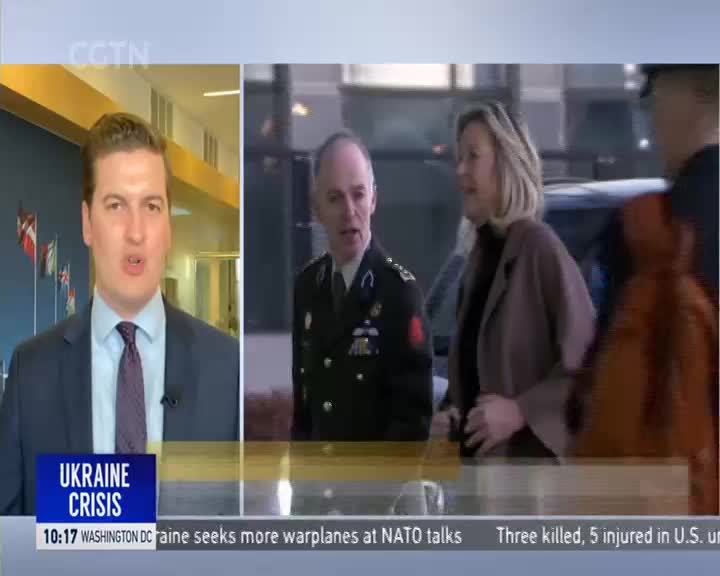 CGTN
UKRAINE
CRISIS
10:17 WASHINGTON DC
raine seeks more warplanes at NATO talks Three killed, 5 injured in U.S. u